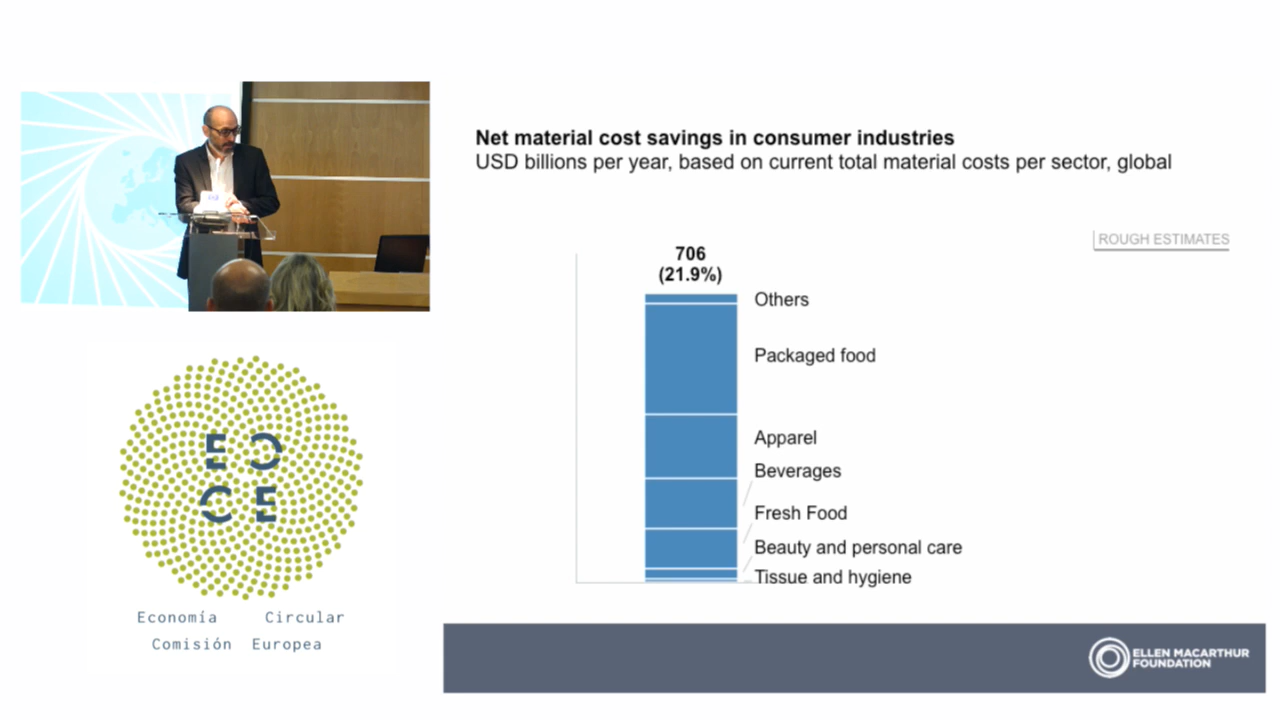 Net material cost savings in consumer industries
USD billions per year, based on current total material costs per sector, global
ROUGH ESTIMATES
706
(21.9%)
Others
Packaged food
Apparel
Beverages
Fresh Food
Beauty and personal care
Tissue and hygiene
EC
CE
Economía Circular
Comisión Europea
ELLEN MACARTHUR
FOUNDATION